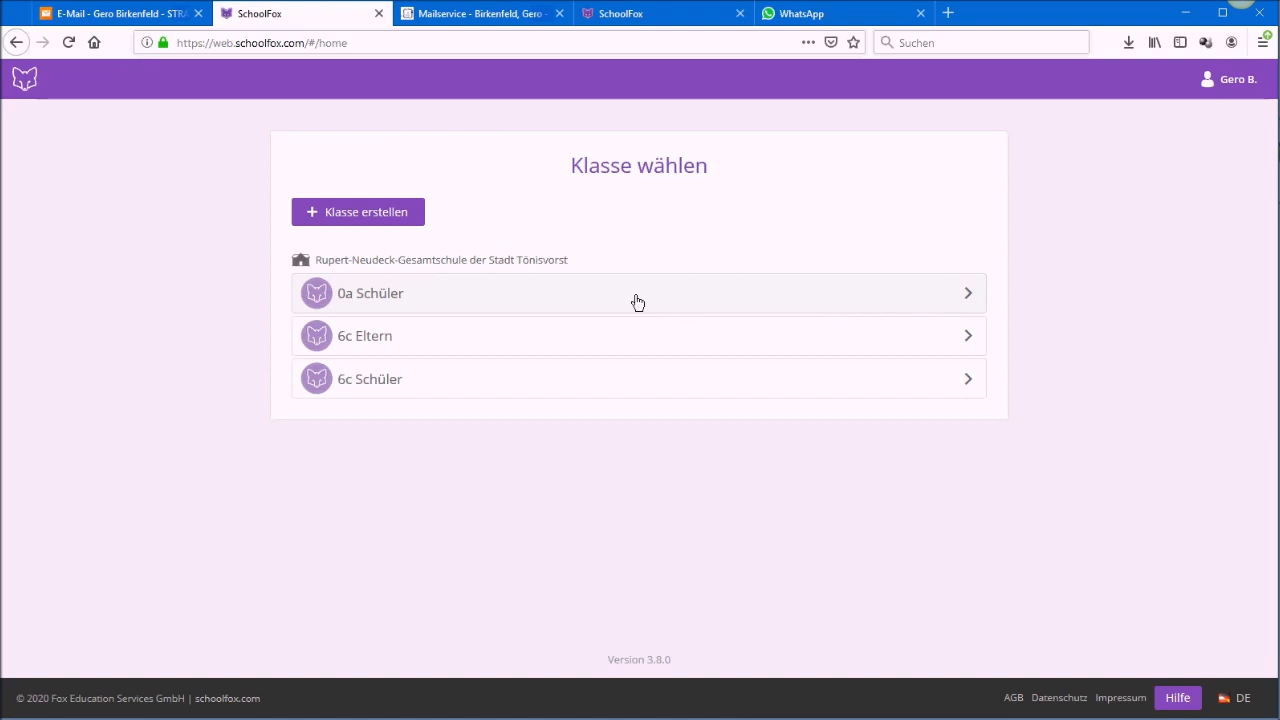 E-Mail - Gero Birkenfeld - STRA
SchoolFox
Mailservice - Birkenfeld, Gero -
SchoolFox
WhatsApp
https://web.schoolfox.com/#/home
Suchen
Gero B.
Klasse wählen
+ Klasse erstellen
Rupert-Neudeck-Gesamtschule der Stadt Tönisvorst
0a Schüler
6c Eltern
6c Schüler
Version 3.8.0
© 2020 Fox Education Services GmbH | schoolfox.com
AGB Datenschutz Impressum Hilfe DE